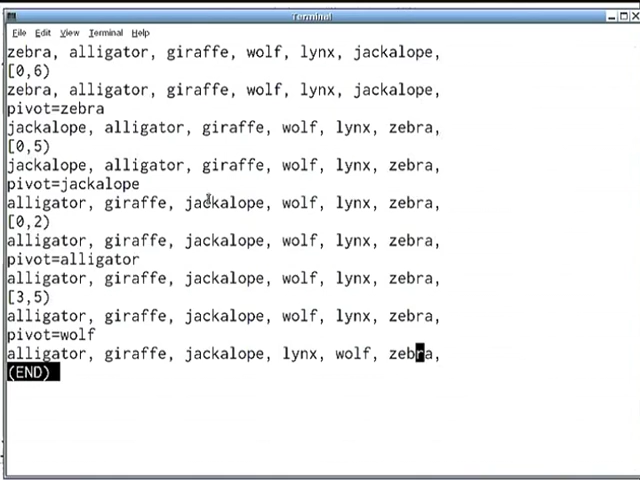 Terminal
File Edit View Terminal Help
zebra, alligator, giraffe, wolf, lynx, jackalope,
[0,6)
zebra, alligator, giraffe, wolf, lynx, jackalope,
pivot=zebra
jackalope, alligator, giraffe, wolf, lynx, zebra,
[0,5)
jackalope, alligator, giraffe, wolf, lynx, zebra,
pivot=jackalope
alligator, giraffe, jackalope, wolf, lynx, zebra,
[0,2)
alligator, giraffe, jackalope, wolf, lynx, zebra,
pivot=alligator
alligator, giraffe, jackalope, wolf, lynx, zebra,
[3,5)
alligator, giraffe, jackalope, wolf, lynx, zebra,
pivot=wolf
alligator, giraffe, jackalope, lynx, wolf, zebra,
(END)